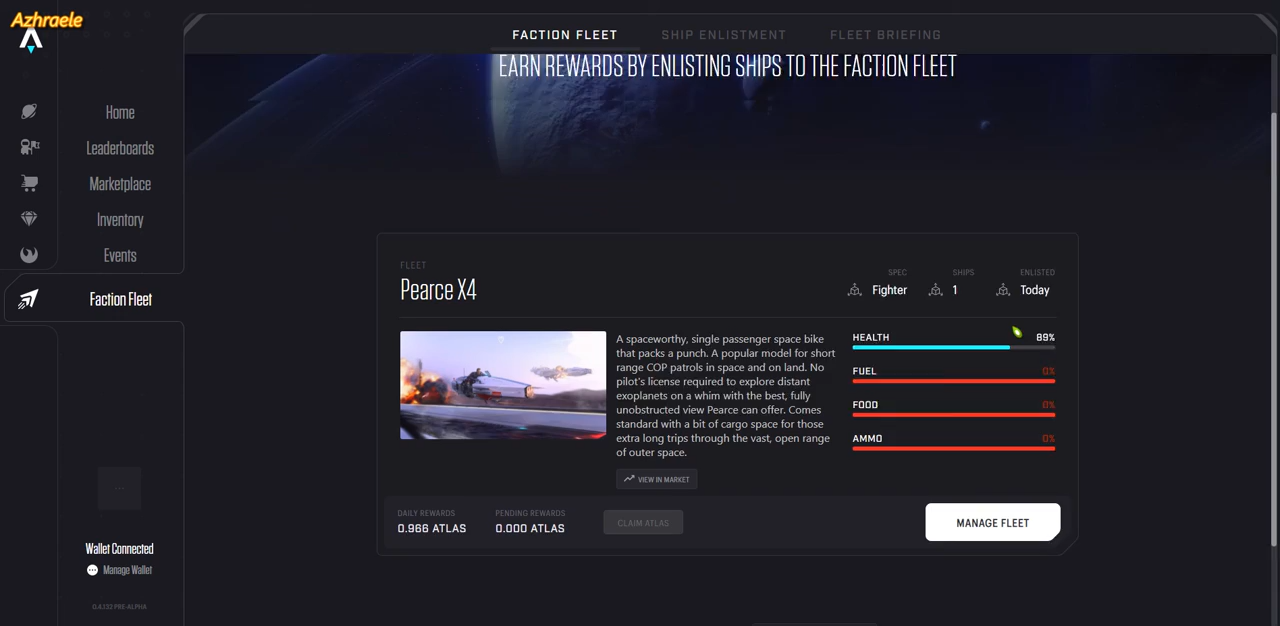 Azhraele
FACTION FLEET
SHIP ENLISTMENT
FLEET BRIEFING
EARN REWARDS BY ENLISTING SHIPS TO THE FACTION FLEET
Home
Leaderboards
Marketplace
Inventory
Events
Faction Fleet
FLEET
Pearce X4
SPEC
Fighter
SHIPS
1
ENLISTED
Today
A spaceworthy, single passenger space bike
that packs a punch. A popular model for short
range COP patrols in space and on land. No
pilot's license required to explore distant
exoplanets on a whim with the best, fully
unobstructed view Pearce can offer. Comes
standard with a bit of cargo space for those
extra long trips through the vast, open range
of outer space.
VIEW IN MARKET
HEALTH 89%
FUEL 0%
FOOD 0%
AMMO 0%
DAILY REWARDS
0.966 ATLAS
PENDING REWARDS
0.000 ATLAS
CLAIM ATLAS
MANAGE FLEET
Wallet Connected
Manage Wallet
0.4.132 PRE-ALPHA